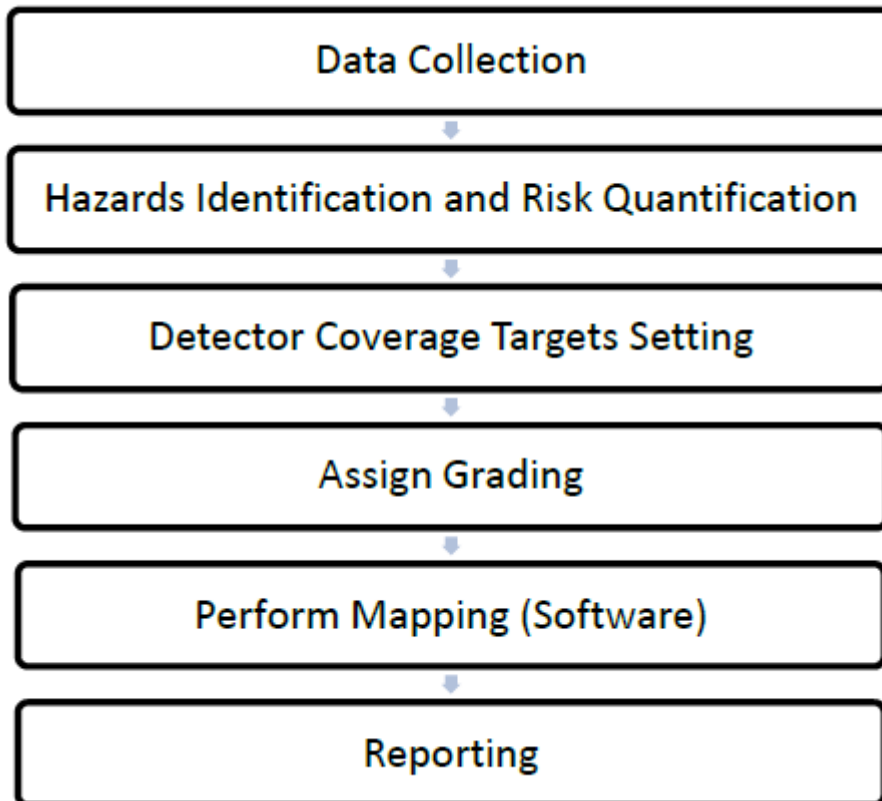 Data Collection
Hazards Identification and Risk Quantification
Detector Coverage Targets Setting
Assign Grading
Perform Mapping (Software)
Reporting